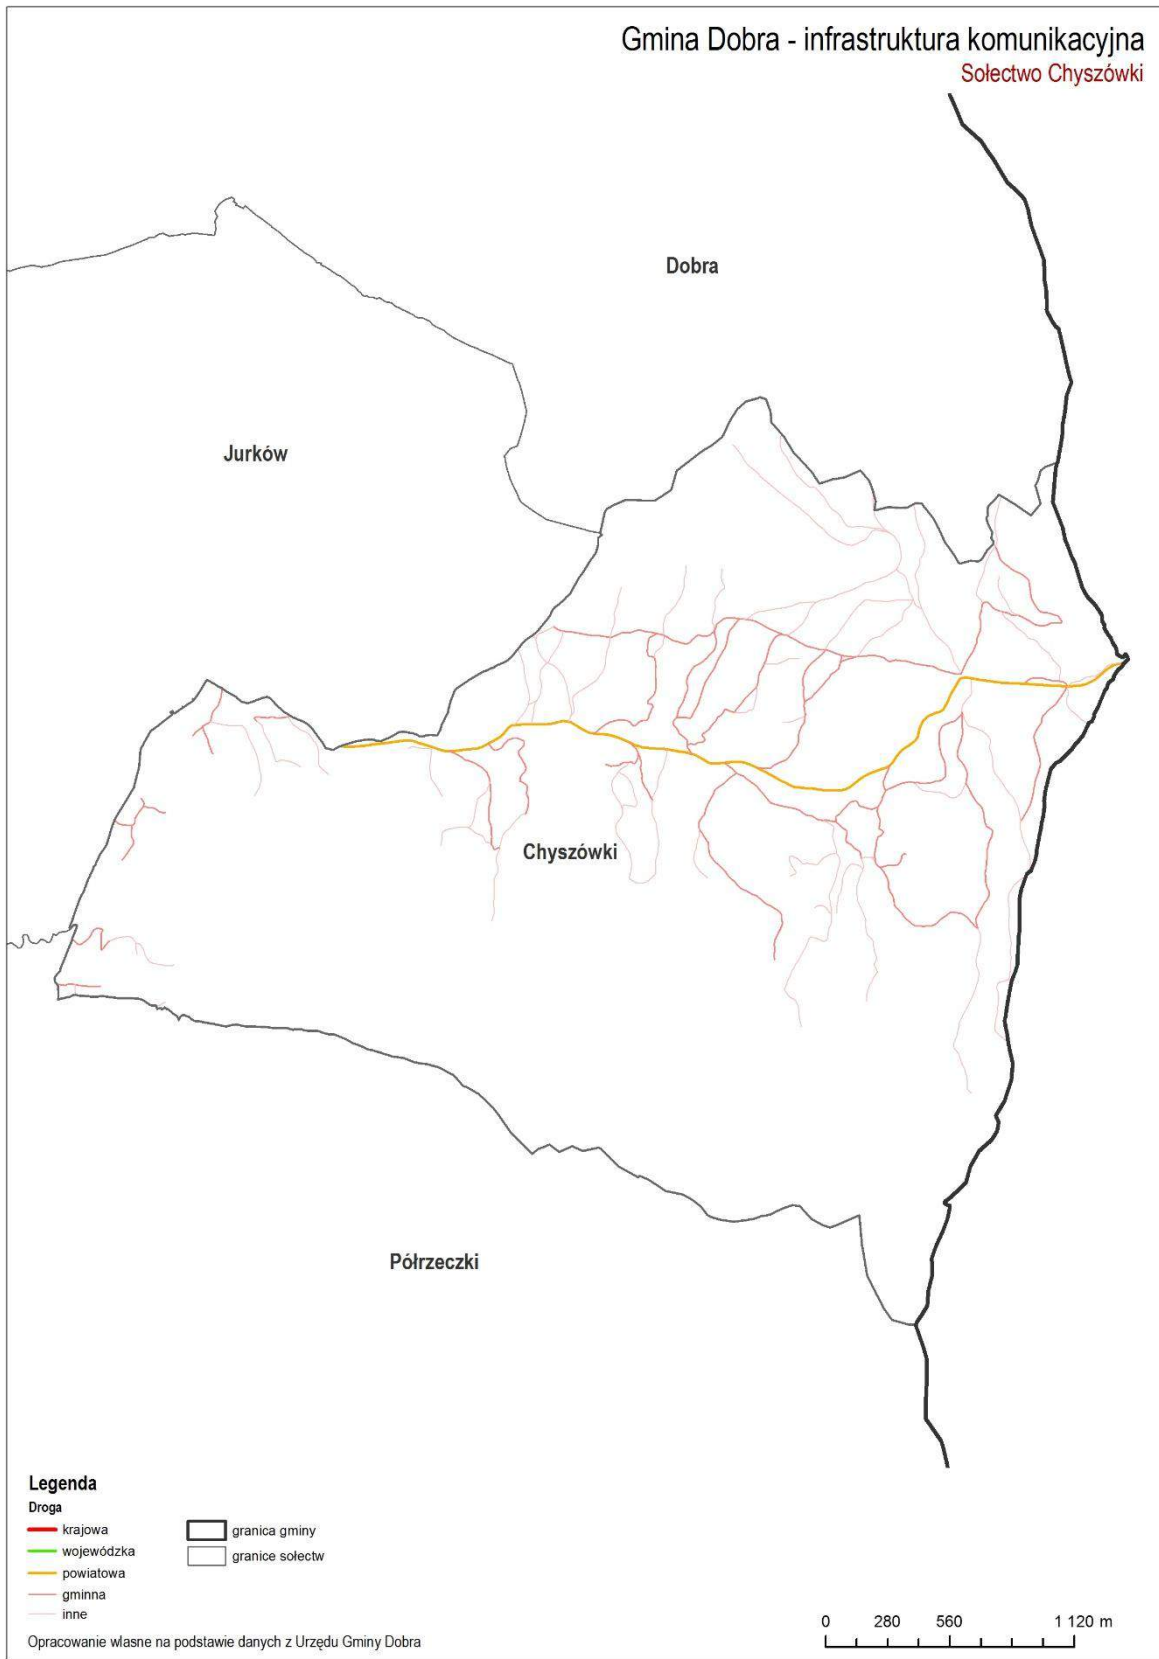 Gmina Dobra - infrastruktura komunikacyjna
Sołectwo Chyszówki
Dobra
Jurków
Chyszówki
Półrzeczki
Legenda
Droga
krajowa
wojewódzka
powiatowa
gminna
inne
granica gminy
granice sołectw
0 280 560 1 120 m
Opracowanie własne na podstawie danych z Urzędu Gminy Dobra